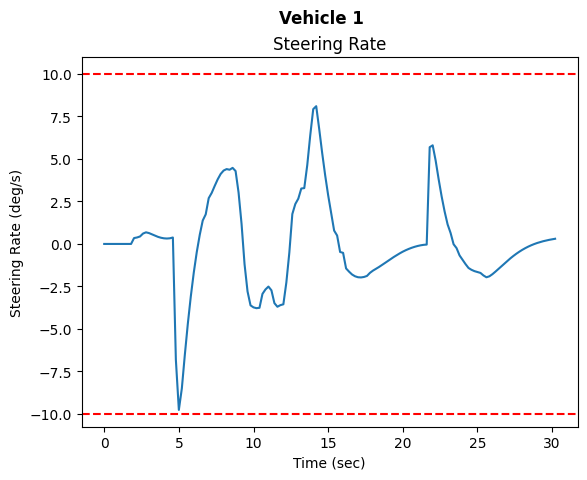 Vehicle 1
Steering Rate
10.0
7.5
5.0
2.5
0.0
−2.5
−5.0
−7.5
−10.0
Steering Rate (deg/s)
0 5 10 15 20 25 30
Time (sec)